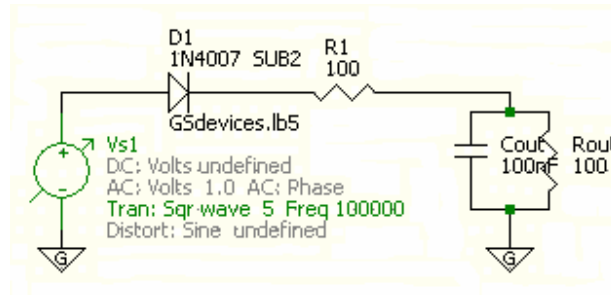 D1
1N4007 SUB2
R1
100
GSdevices.lb5
Vs1
DC: Volts undefined
AC: Volts 1.0 AC: Phase
Tran: Sqr-wave 5 Freq 100000
Distort: Sine undefined
Cout
100nF
Rout
100
G
G